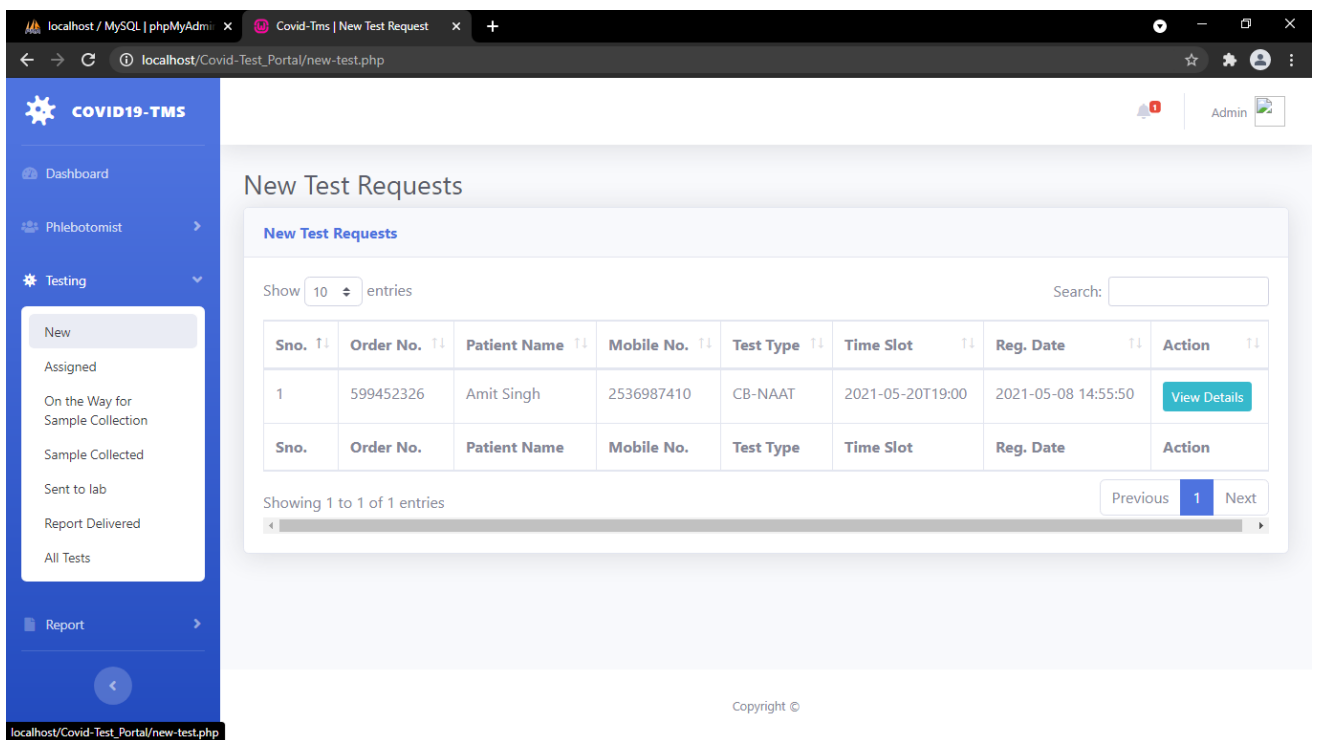 localhost / MySQL | phpMyAdmi
Covid-Tms | New Test Request
localhost/Covid-Test_Portal/new-test.php
COVID19-TMS
1
Admin
Dashboard
Phlebotomist
Testing
New
Assigned
On the Way for
Sample Collection
Sample Collected
Sent to lab
Report Delivered
All Tests
Report
New Test Requests
New Test Requests
Show 10 entries
Search:
Sno. Order No. Patient Name Mobile No. Test Type Time Slot Reg. Date Action
1 599452326 Amit Singh 2536987410 CB-NAAT 2021-05-20T19:00 2021-05-08 14:55:50 View Details
Sno. Order No. Patient Name Mobile No. Test Type Time Slot Reg. Date Action
Showing 1 to 1 of 1 entries
Previous 1 Next
Copyright ©
localhost/Covid-Test_Portal/new-test.php